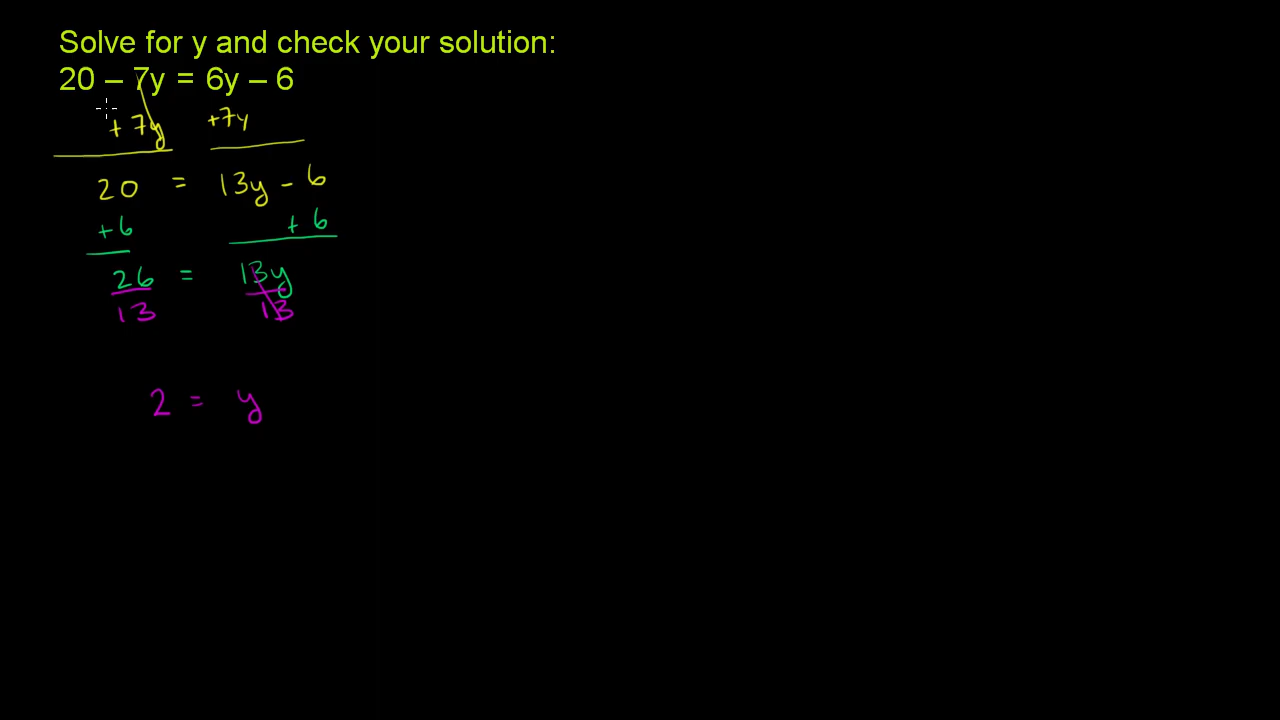 Solve for y and check your solution:
20 – 7y = 6y – 6
+ 7y +7y
20 = 13y - 6
+6 + 6
26 = 13y
13 13
2 = y